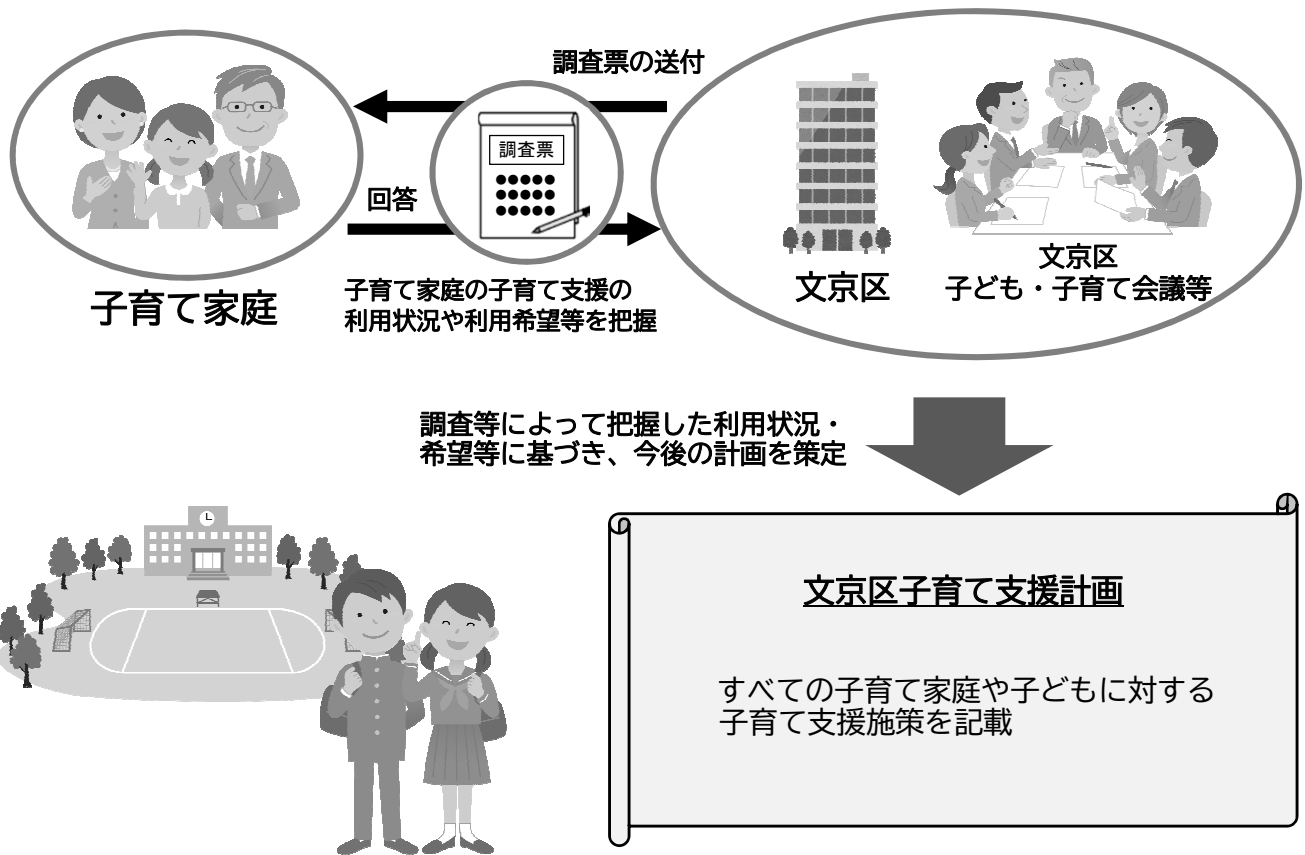 調査票の送付
調査票
回答
子育て家庭
子育て家庭の子育て支援の
利用状況や利用希望等を把握
文京区
文京区
子ども・子育て会議等
調査等によって把握した利用状況・
希望等に基づき、今後の計画を策定
文京区子育て支援計画
すべての子育て家庭や子どもに対する
子育て支援施策を記載